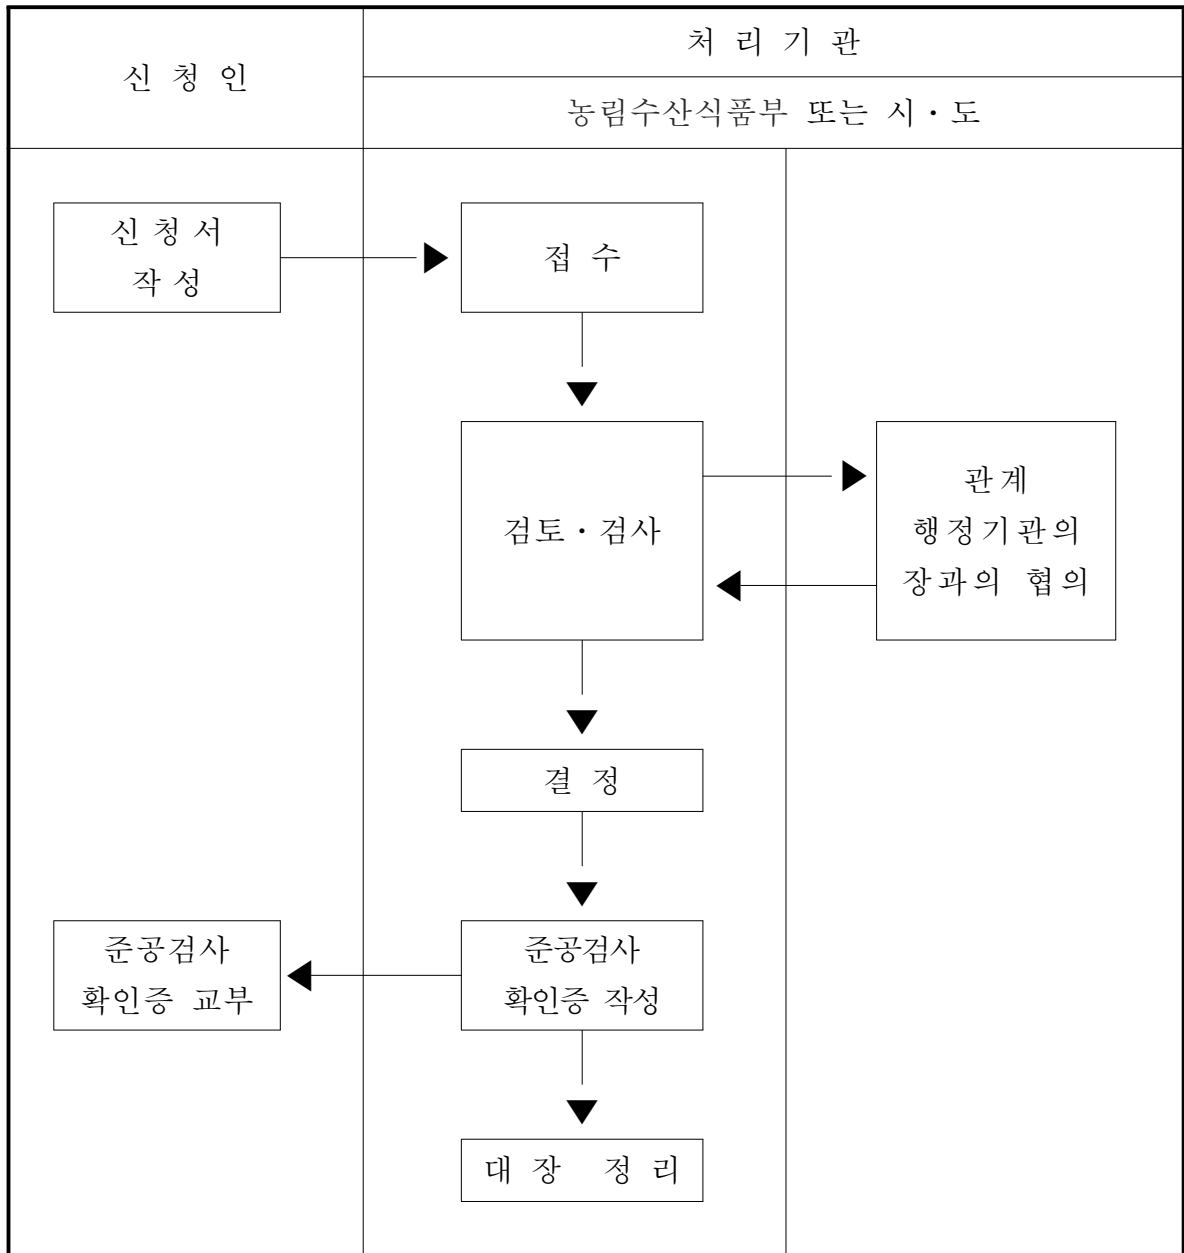 신 청 인
처 리 기 관
농림수산식품부 또는 시·도
신 청 서
작 성
접 수
검토·검사
관계
행정기관의
장과의 협의
결 정
준공검사
확인증 작성
준공검사
확인증 교부
대 장 정 리